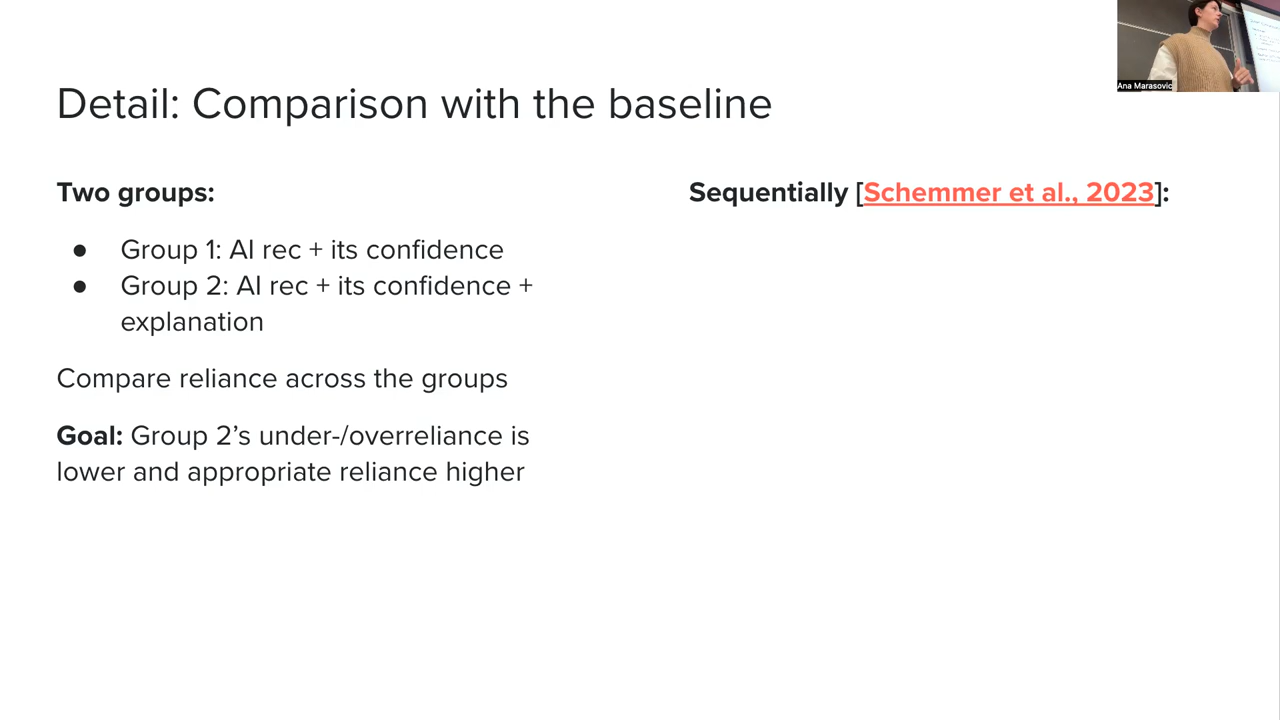 Ana Marasovic
Detail: Comparison with the baseline
Two groups:
● Group 1: AI rec + its confidence
● Group 2: AI rec + its confidence +
explanation
Compare reliance across the groups
Goal: Group 2’s under-/overreliance is
lower and appropriate reliance higher
Sequentially [Schemmer et al., 2023]: